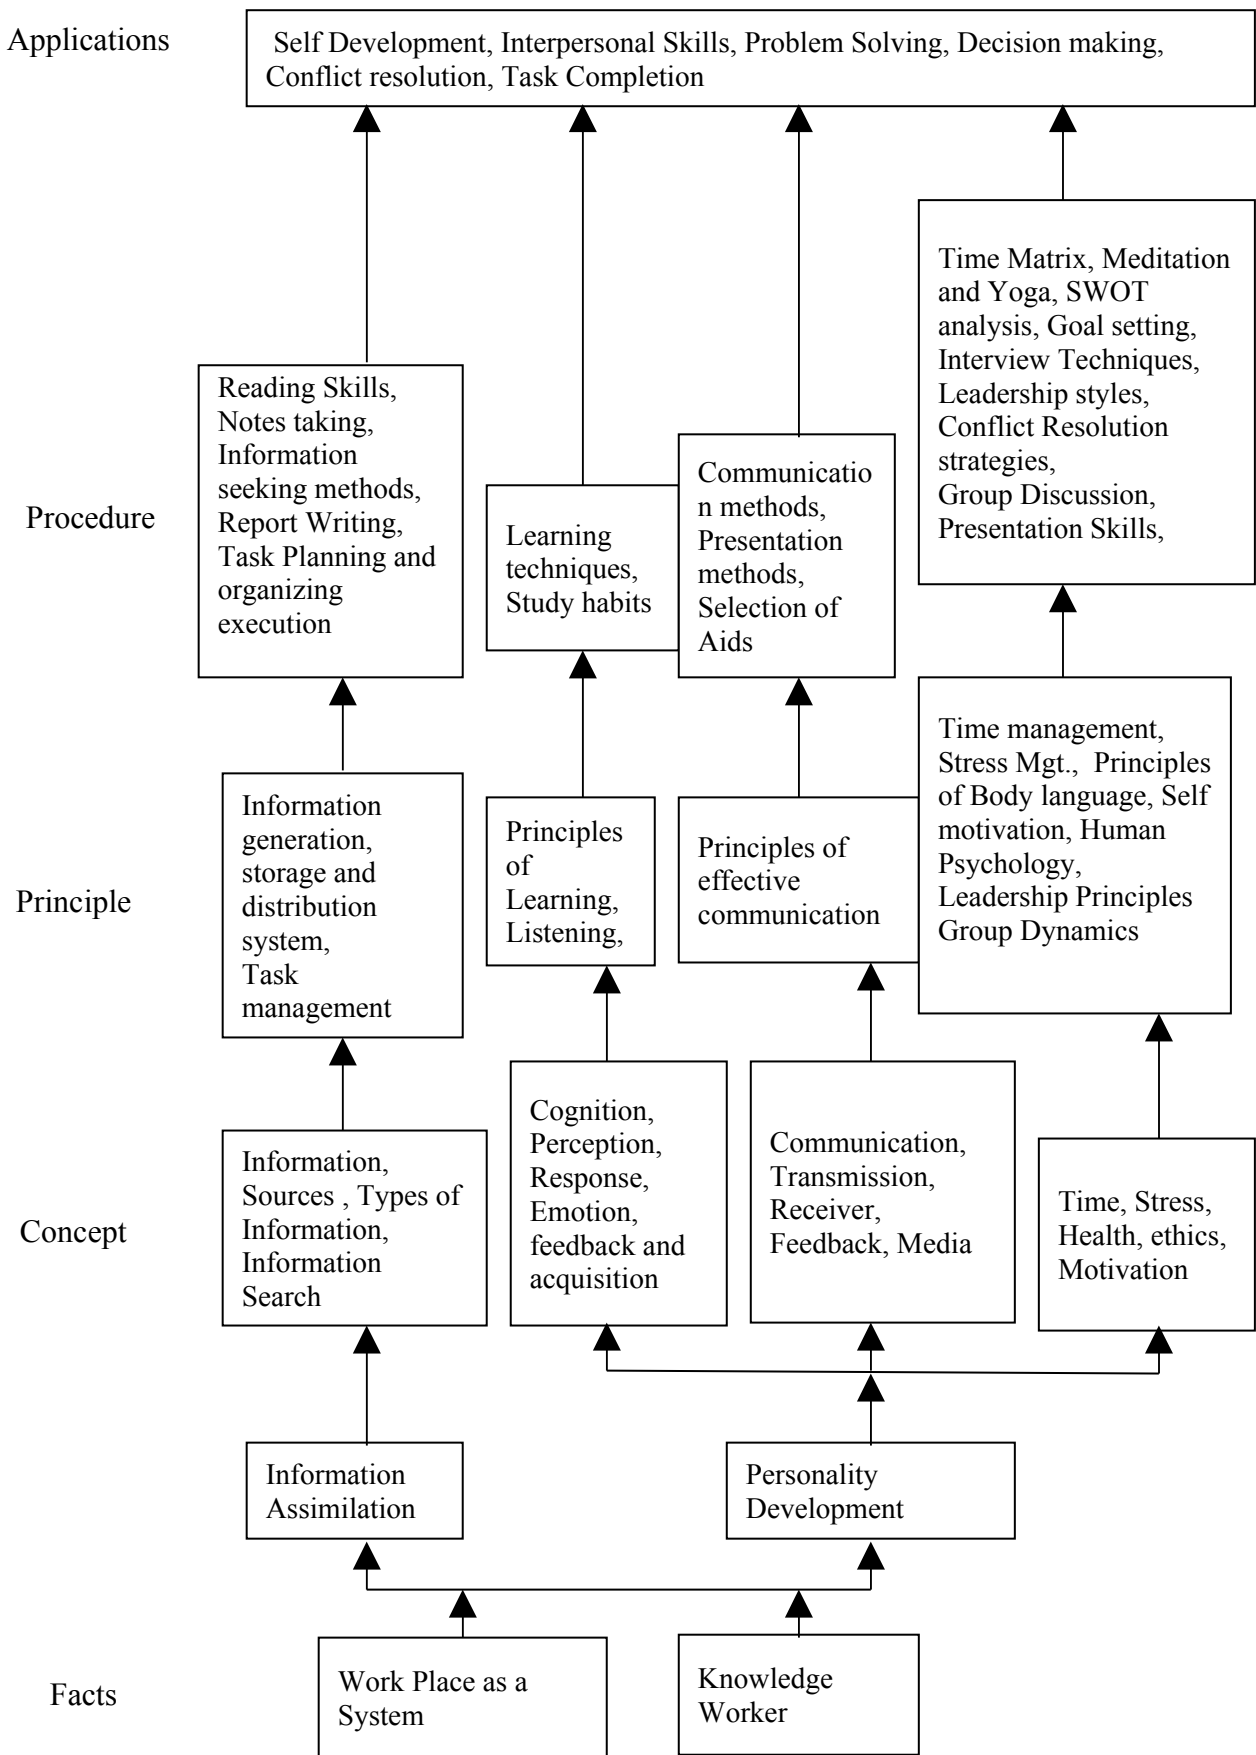 Applications
Self Development, Interpersonal Skills, Problem Solving, Decision making,
Conflict resolution, Task Completion
Procedure
Reading Skills,
Notes taking,
Information
seeking methods,
Report Writing,
Task Planning and
organizing
execution
Learning
techniques,
Study habits
Communicatio
n methods,
Presentation
methods,
Selection of
Aids
Time Matrix, Meditation
and Yoga, SWOT
analysis, Goal setting,
Interview Techniques,
Leadership styles,
Conflict Resolution
strategies,
Group Discussion,
Presentation Skills,
Principle
Information
generation,
storage and
distribution
system,
Task
management
Principles
of
Learning,
Listening,
Principles of
effective
communication
Time management,
Stress Mgt.,  Principles
of Body language, Self
motivation, Human
Psychology,
Leadership Principles
Group Dynamics
Concept
Information,
Sources , Types of
Information,
Information
Search
Cognition,
Perception,
Response,
Emotion,
feedback and
acquisition
Communication,
Transmission,
Receiver,
Feedback, Media
Time, Stress,
Health, ethics,
Motivation
Information
Assimilation
Personality
Development
Facts
Work Place as a
System
Knowledge
Worker